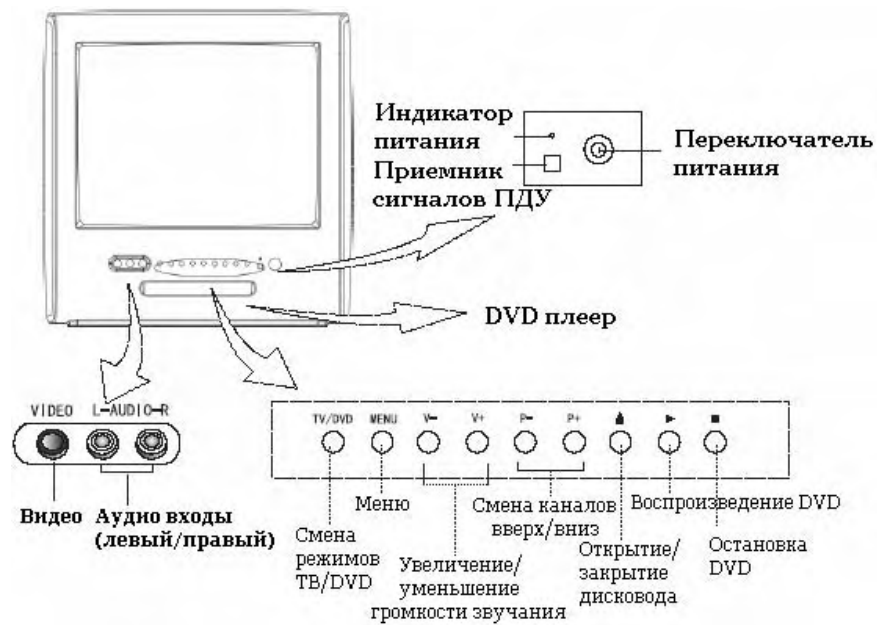 Индикатор
питания
Приемник
сигналов ПДУ
Переключатель
питания
DVD плеер
VIDEO L-AUDIO-R
Видео Аудио входы
(левый/правый)
TV/DVD MENU V- V+ P- P+
Меню
Смена
режимов
ТВ/DVD
Увеличение/
уменьшение
громкости звучания
Смена каналов
вверх/вниз
Открытие/
закрытие
дисковода
Воспроизведение DVD
Остановка
DVD